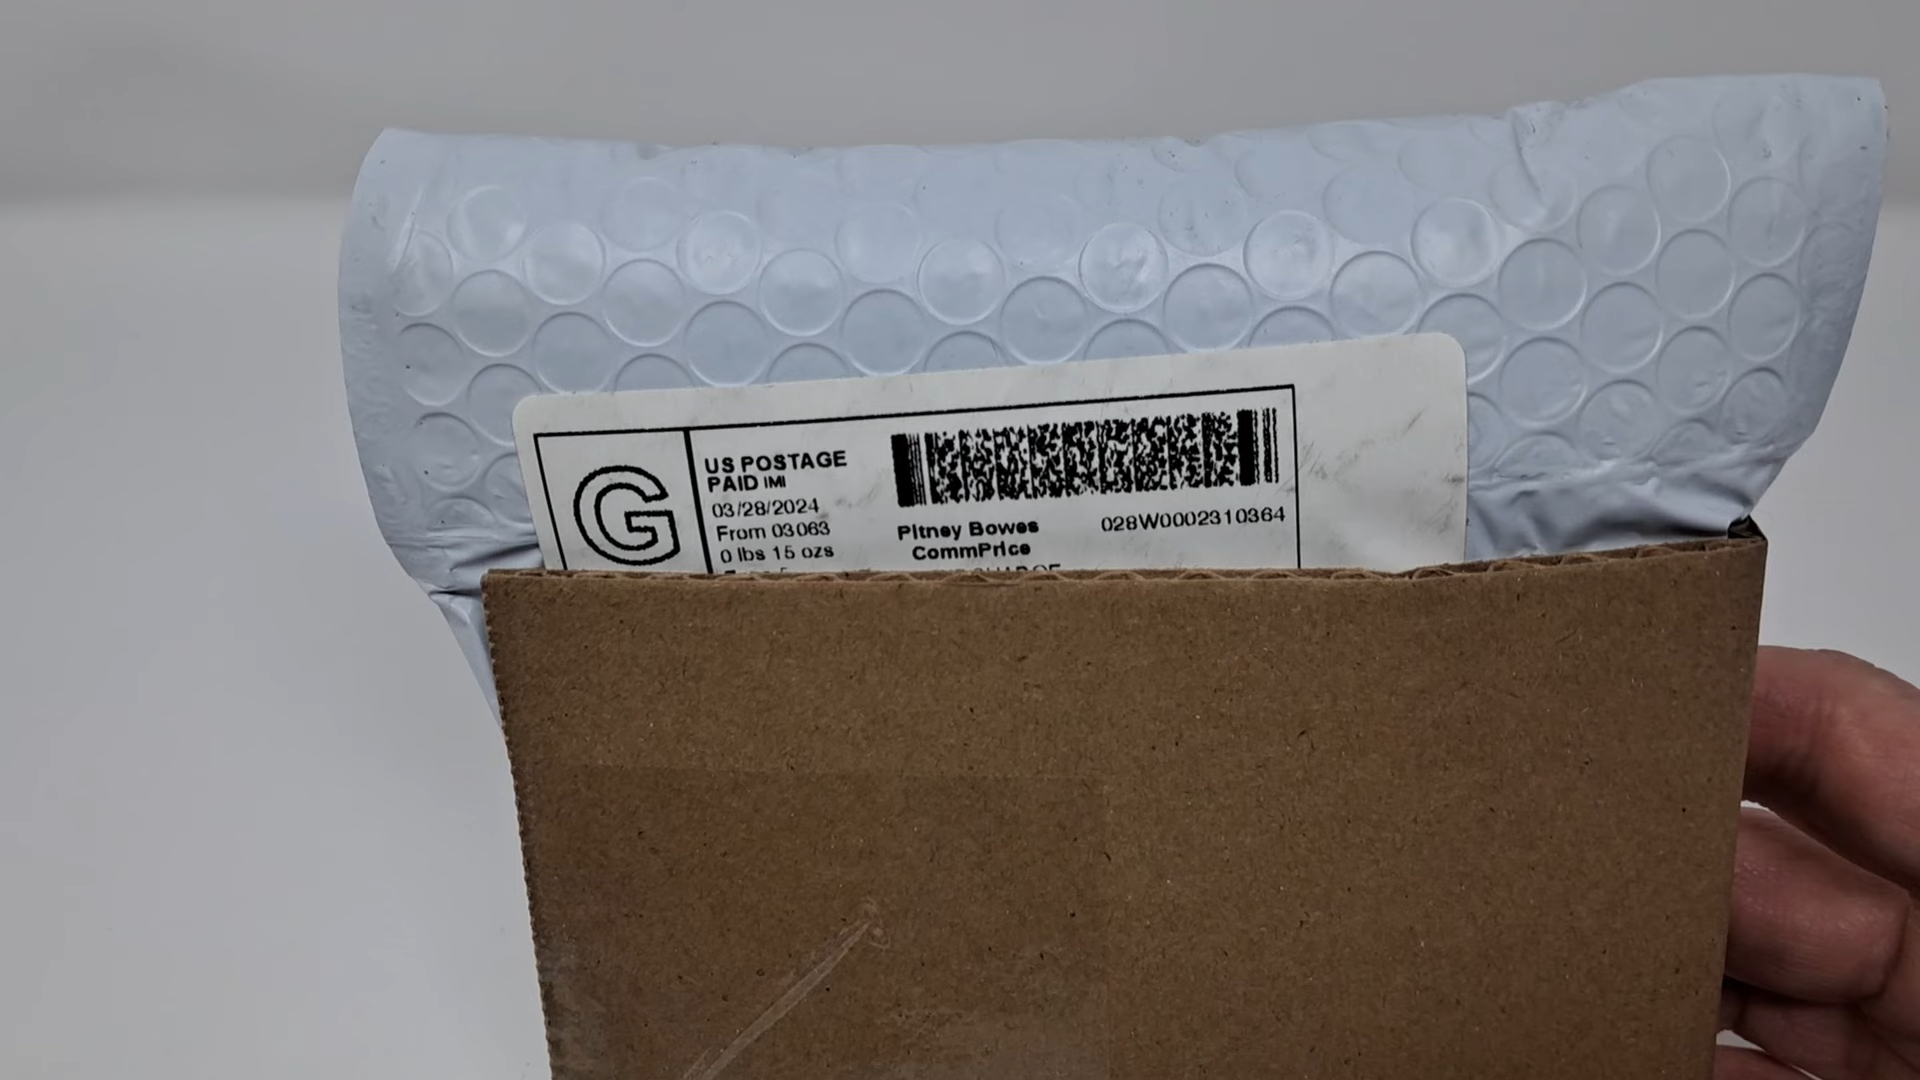 G
US POSTAGE
PAID IMI
03/28/2024
From 03063
0 lbs 15 ozs
Pitney Bowes
CommPrice
028W0002310364